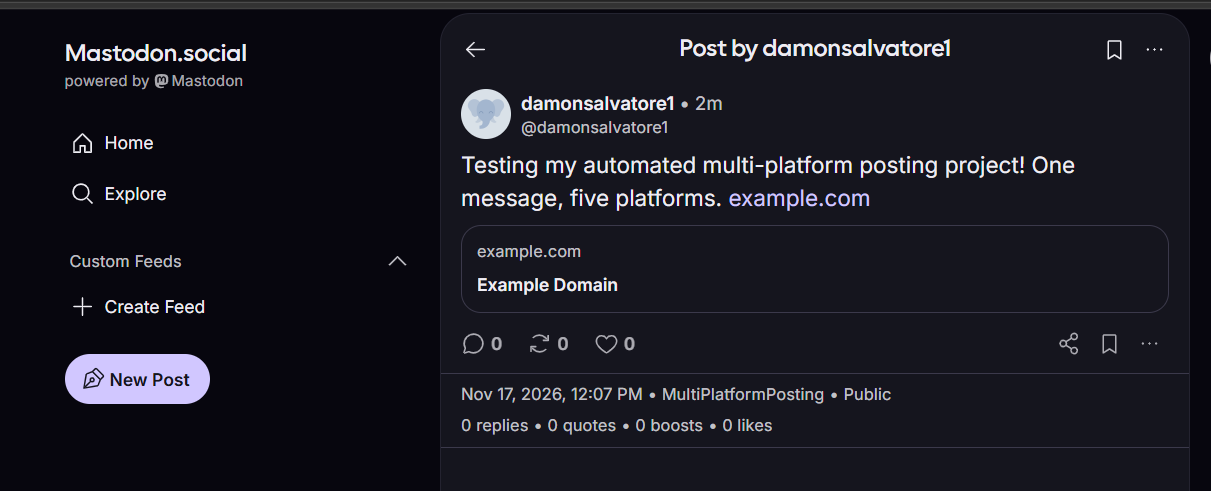 Mastodon.social
powered by Mastodon
Home
Explore
Custom Feeds
Create Feed
New Post
Post by damonsalvatore1
damonsalvatore1 • 2m
@damonsalvatore1
Testing my automated multi-platform posting project! One
message, five platforms. example.com
example.com
Example Domain
0 0 0
Nov 17, 2026, 12:07 PM • MultiPlatformPosting • Public
0 replies • 0 quotes • 0 boosts • 0 likes